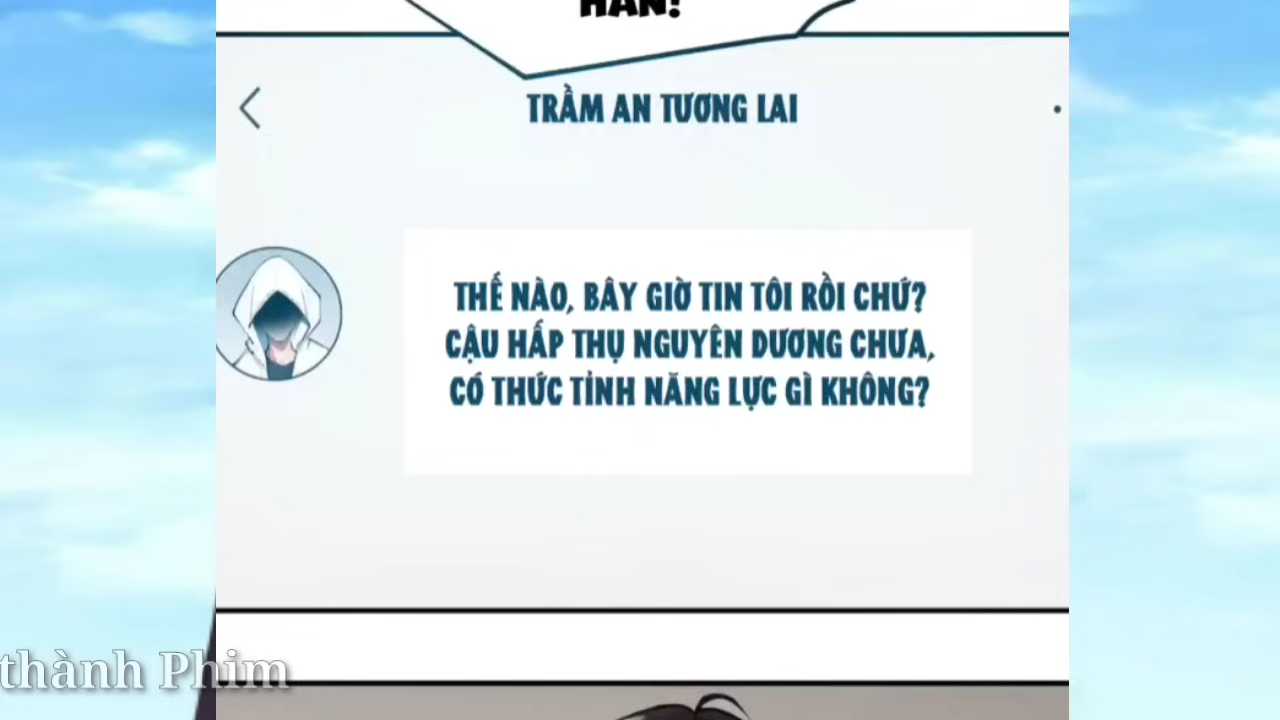 HẮN!
TRẦM AN TƯƠNG LAI
THẾ NÀO, BÂY GIỜ TIN TÔI RỒI CHỨ?
CẬU HẤP THỤ NGUYÊN DƯƠNG CHƯA,
CÓ THỨC TỈNH NĂNG LỰC GÌ KHÔNG?
thành Phim